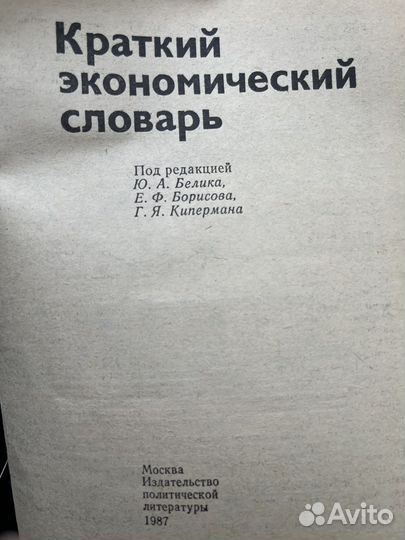 Краткий
экономический
словарь
Под редакцией
Ю. А. Белика,
Е. Ф. Борисова,
Г. Я. Кипермана
Москва
Издательство
политической
литературы
1987
Avito